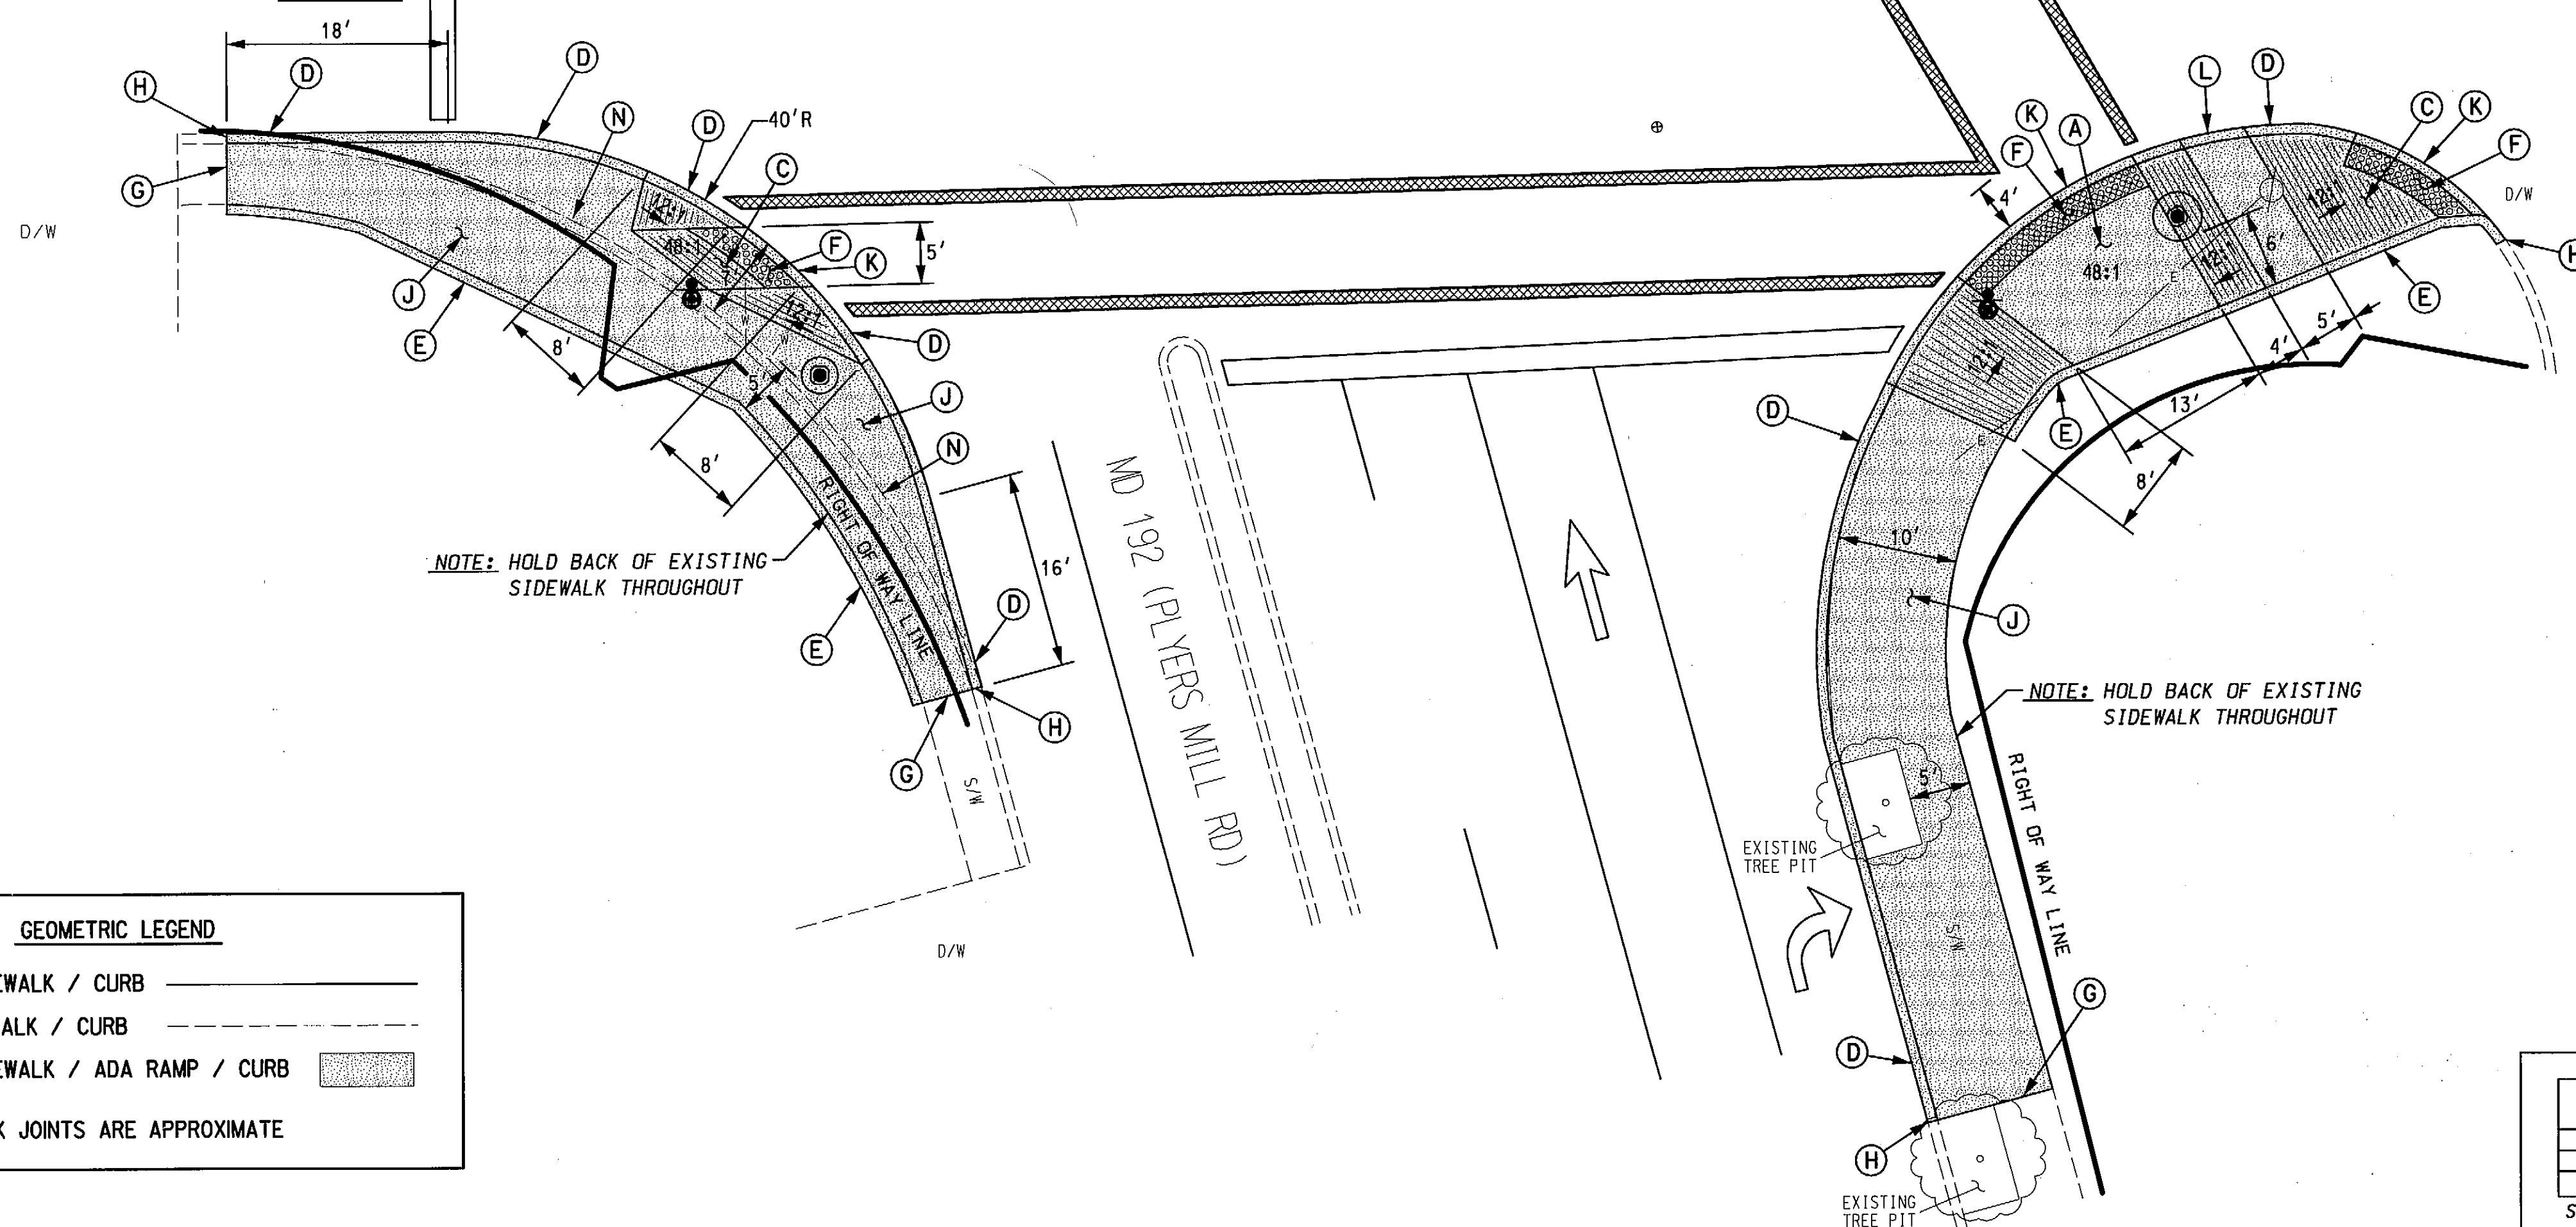 18'
H
D
D
N
D
40'R
C
G
D/W
12:1
48:1
5'
F
K
5'
12:1
W
W
D
J
E
8'
5'
J
N
8'
RIGHT OF WAY LINE
NOTE: HOLD BACK OF EXISTING
SIDEWALK THROUGHOUT
16'
D
E
H
G
S/W
D/W
MD 192 (PLYERS MILL RD)
L
D
K
A
F
C
K
F
D/W
4'
12:1
6'
48:1
12:1
E
H
E
5'
4'
13'
12:1
E
E
8'
D
10'
J
NOTE: HOLD BACK OF EXISTING
SIDEWALK THROUGHOUT
5'
EXISTING
TREE PIT
RIGHT OF WAY LINE
S/W
G
D
H
EXISTING
TREE PIT
GEOMETRIC LEGEND
EWALK / CURB
ALK / CURB
EWALK / ADA RAMP / CURB
K JOINTS ARE APPROXIMATE
S